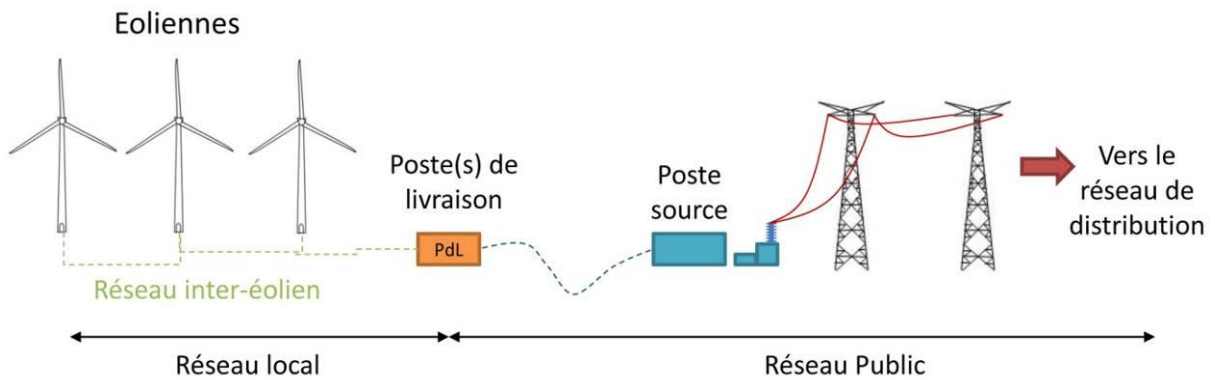 Eoliennes
Poste(s) de
livraison
PdL
Poste
source
Vers le
réseau de
distribution
Réseau inter-éolien
Réseau local
Réseau Public